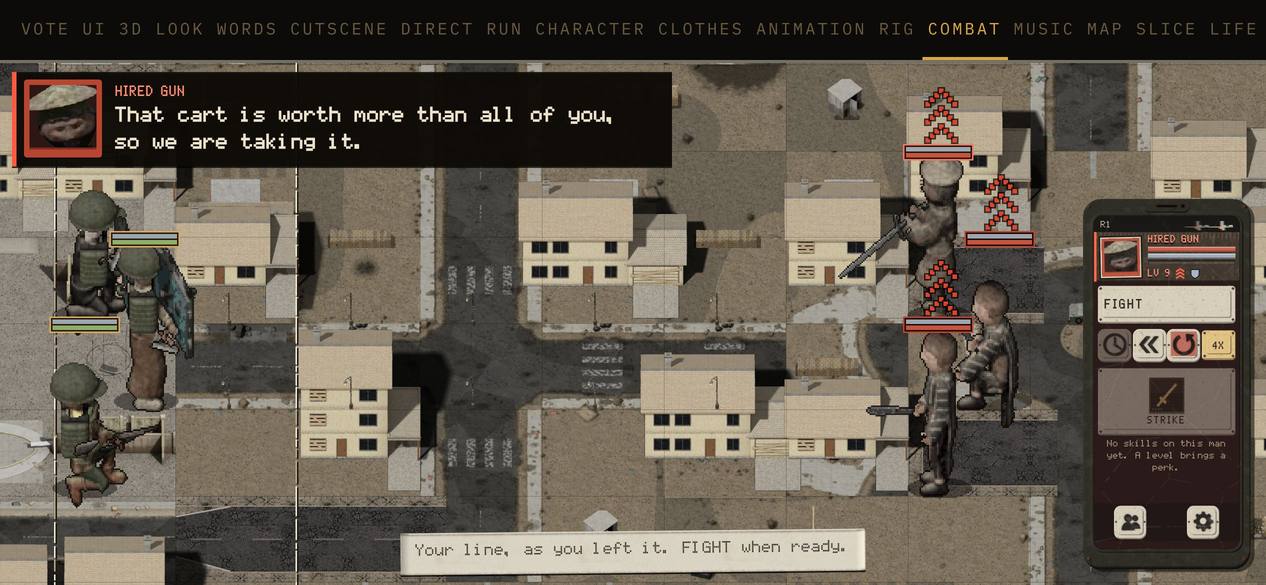 VOTE UI 3D LOOK WORDS CUTSCENE DIRECT RUN CHARACTER CLOTHES ANIMATION RIG COMBAT MUSIC MAP SLICE LIFE
HIRED GUN
That cart is worth more than all of you,
so we are taking it.
R1
HIRED GUN
LV 9
FIGHT
4X
STRIKE
No skills on this man
yet. A level brings a
perk.
Your line, as you left it. FIGHT when ready.